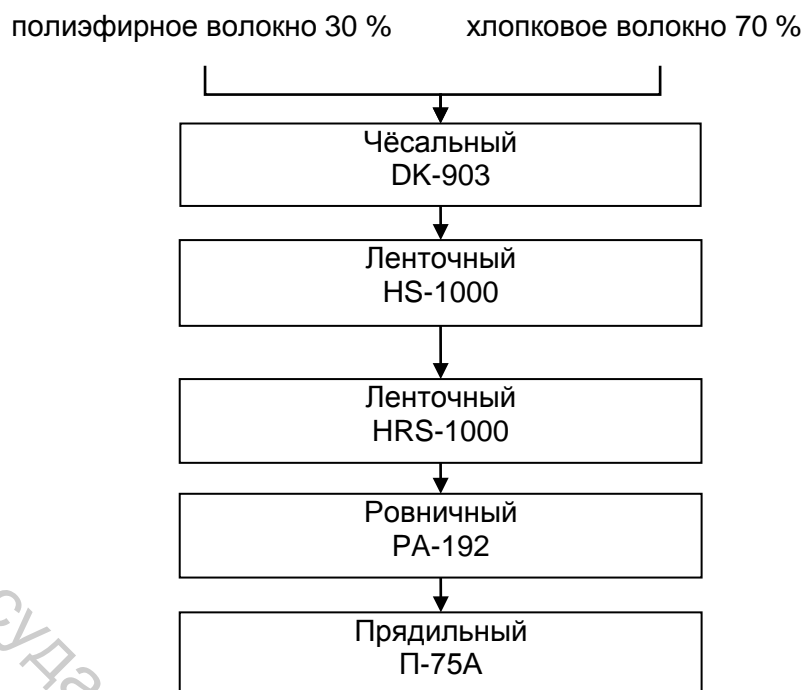 полиэфирное волокно 30 % хлопковое волокно 70 %
Чёсальный
DK-903
Ленточный
HS-1000
Ленточный
HRS-1000
Ровничный
РА-192
Прядильный
П-75А